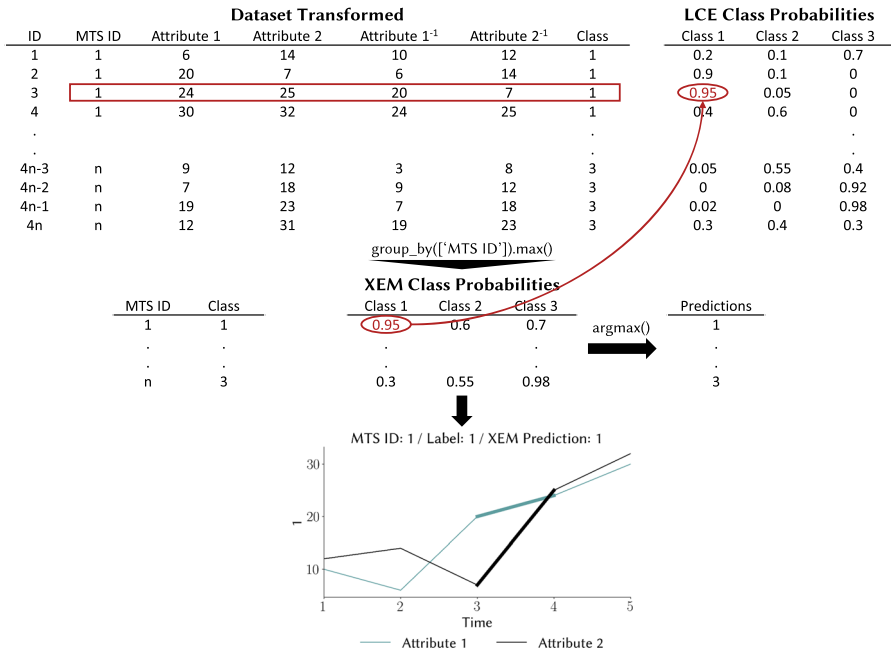 Dataset Transformed LCE Class Probabilities
ID MTS ID Attribute 1 Attribute 2 Attribute 1-1 Attribute 2-1 Class Class 1 Class 2 Class 3
1 1 6 14 10 12 1 0.2 0.1 0.7
2 1 20 7 6 14 1 0.9 0.1 0
3 1 24 25 20 7 1 0.95 0.05 0
4 1 30 32 24 25 1 0.4 0.6 0
. . . . .
. . . . .
4n-3 n 9 12 3 8 3 0.05 0.55 0.4
4n-2 n 7 18 9 12 3 0 0.08 0.92
4n-1 n 19 23 7 18 3 0.02 0 0.98
4n n 12 31 19 23 3 0.3 0.4 0.3
group_by(['MTS ID']).max()
XEM Class Probabilities
MTS ID Class Class 1 Class 2 Class 3 Predictions
1 1 0.95 0.6 0.7 argmax() 1
. . . . . .
. . . . . .
n 3 0.3 0.55 0.98 3
MTS ID: 1 / Label: 1 / XEM Prediction: 1
30
20
1
10
1 2 3 4 5
Time
Attribute 1 Attribute 2